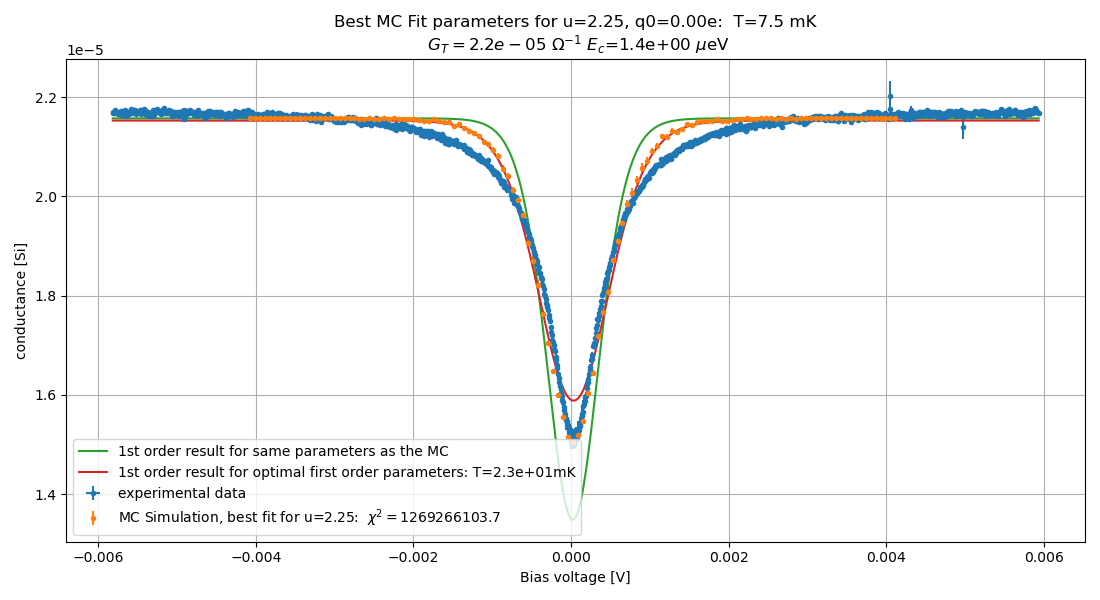 Best MC Fit parameters for u=2.25, q0=0.00e:  T=7.5 mK
$G_T = 2.2e-05\ \Omega^{-1}\ E_c$=1.4e+00 $\mu$eV
1e−5
2.2
2.0
1.8
1.6
1.4
conductance [Si]
1st order result for same parameters as the MC
1st order result for optimal first order parameters: T=2.3e+01mK
experimental data
MC Simulation, best fit for u=2.25:  $\chi^2 = 1269266103.7$
−0.006 −0.004 −0.002 0.000 0.002 0.004 0.006
Bias voltage [V]